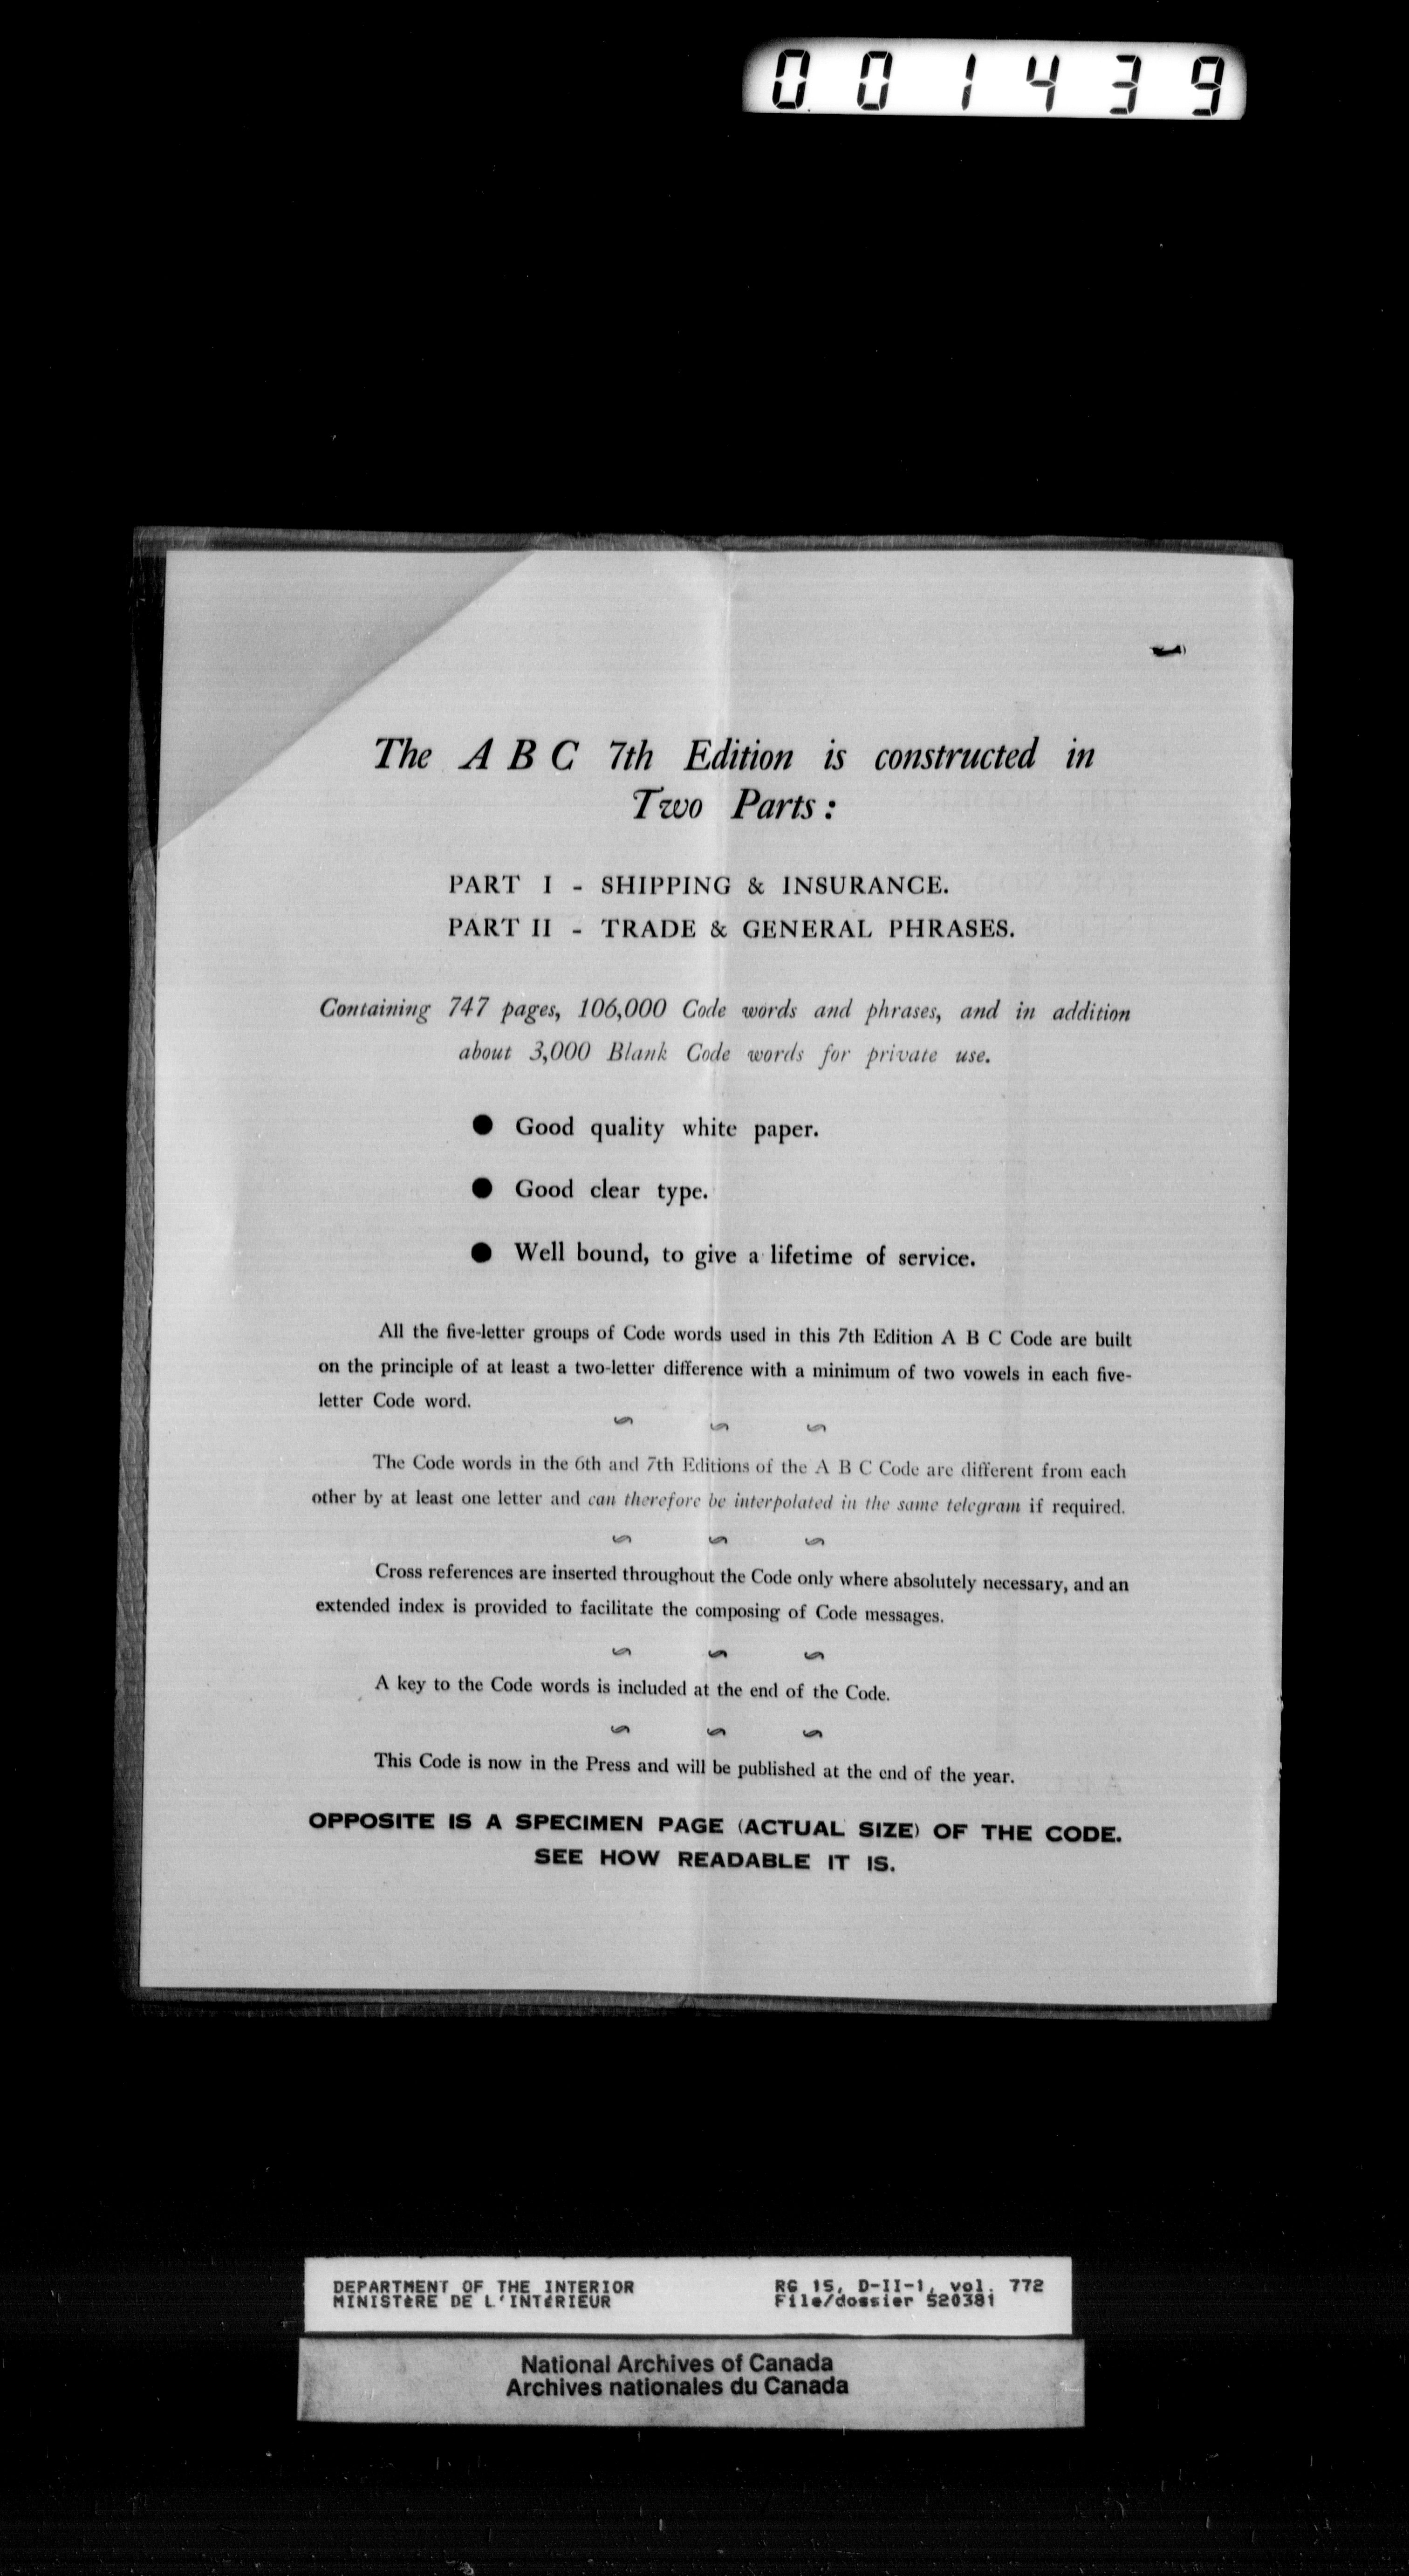 001439
The A B C 7th Edition is constructed in
Two Parts:
PART I - SHIPPING & INSURANCE.
PART II - TRADE & GENERAL PHRASES.
Containing 747 pages, 106,000 Code words and phrases, and in addition
about 3,000 Blank Code words for private use.
● Good quality white paper.
● Good clear type.
● Well bound, to give a lifetime of service.
All the five-letter groups of Code words used in this 7th Edition A B C Code are built
on the principle of at least a two-letter difference with a minimum of two vowels in each five-
letter Code word.
The Code words in the 6th and 7th Editions of the A B C Code are different from each
other by at least one letter and can therefore be interpolated in the same telegram if required.
Cross references are inserted throughout the Code only where absolutely necessary, and an
extended index is provided to facilitate the composing of Code messages.
A key to the Code words is included at the end of the Code.
This Code is now in the Press and will be published at the end of the year.
OPPOSITE IS A SPECIMEN PAGE (ACTUAL SIZE) OF THE CODE.
SEE HOW READABLE IT IS.
DEPARTMENT OF THE INTERIOR RG 15, D-II-1, vol. 772
MINISTÈRE DE L'INTÉRIEUR File/dossier 520381
National Archives of Canada
Archives nationales du Canada